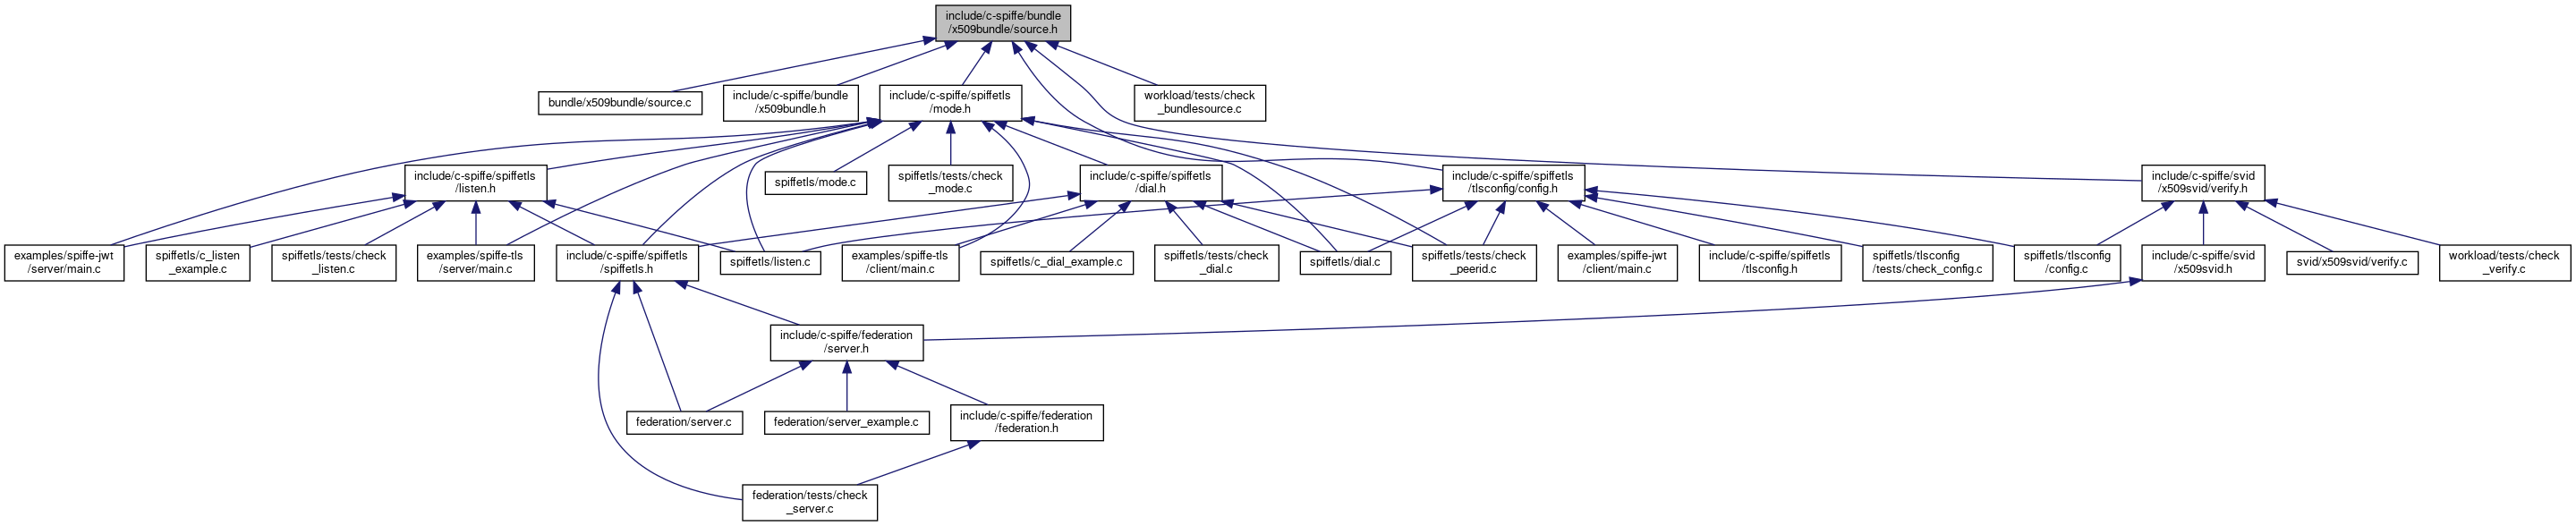 include/c-spiffe/bundle
/x509bundle/source.h
bundle/x509bundle/source.c
include/c-spiffe/bundle
/x509bundle.h
include/c-spiffe/spiffetls
/mode.h
workload/tests/check
_bundlesource.c
include/c-spiffe/spiffetls
/listen.h
spiffetls/mode.c
spiffetls/tests/check
_mode.c
include/c-spiffe/spiffetls
/dial.h
include/c-spiffe/spiffetls
/tlsconfig/config.h
include/c-spiffe/svid
/x509svid/verify.h
examples/spiffe-jwt
/server/main.c
spiffetls/c_listen
_example.c
spiffetls/tests/check
_listen.c
examples/spiffe-tls
/server/main.c
include/c-spiffe/spiffetls
/spiffetls.h
spiffetls/listen.c
examples/spiffe-tls
/client/main.c
spiffetls/c_dial_example.c
spiffetls/tests/check
_dial.c
spiffetls/dial.c
spiffetls/tests/check
_peerid.c
examples/spiffe-jwt
/client/main.c
include/c-spiffe/spiffetls
/tlsconfig.h
spiffetls/tlsconfig
/tests/check_config.c
spiffetls/tlsconfig
/config.c
include/c-spiffe/svid
/x509svid.h
svid/x509svid/verify.c
workload/tests/check
_verify.c
include/c-spiffe/federation
/server.h
federation/server.c
federation/server_example.c
include/c-spiffe/federation
/federation.h
federation/tests/check
_server.c